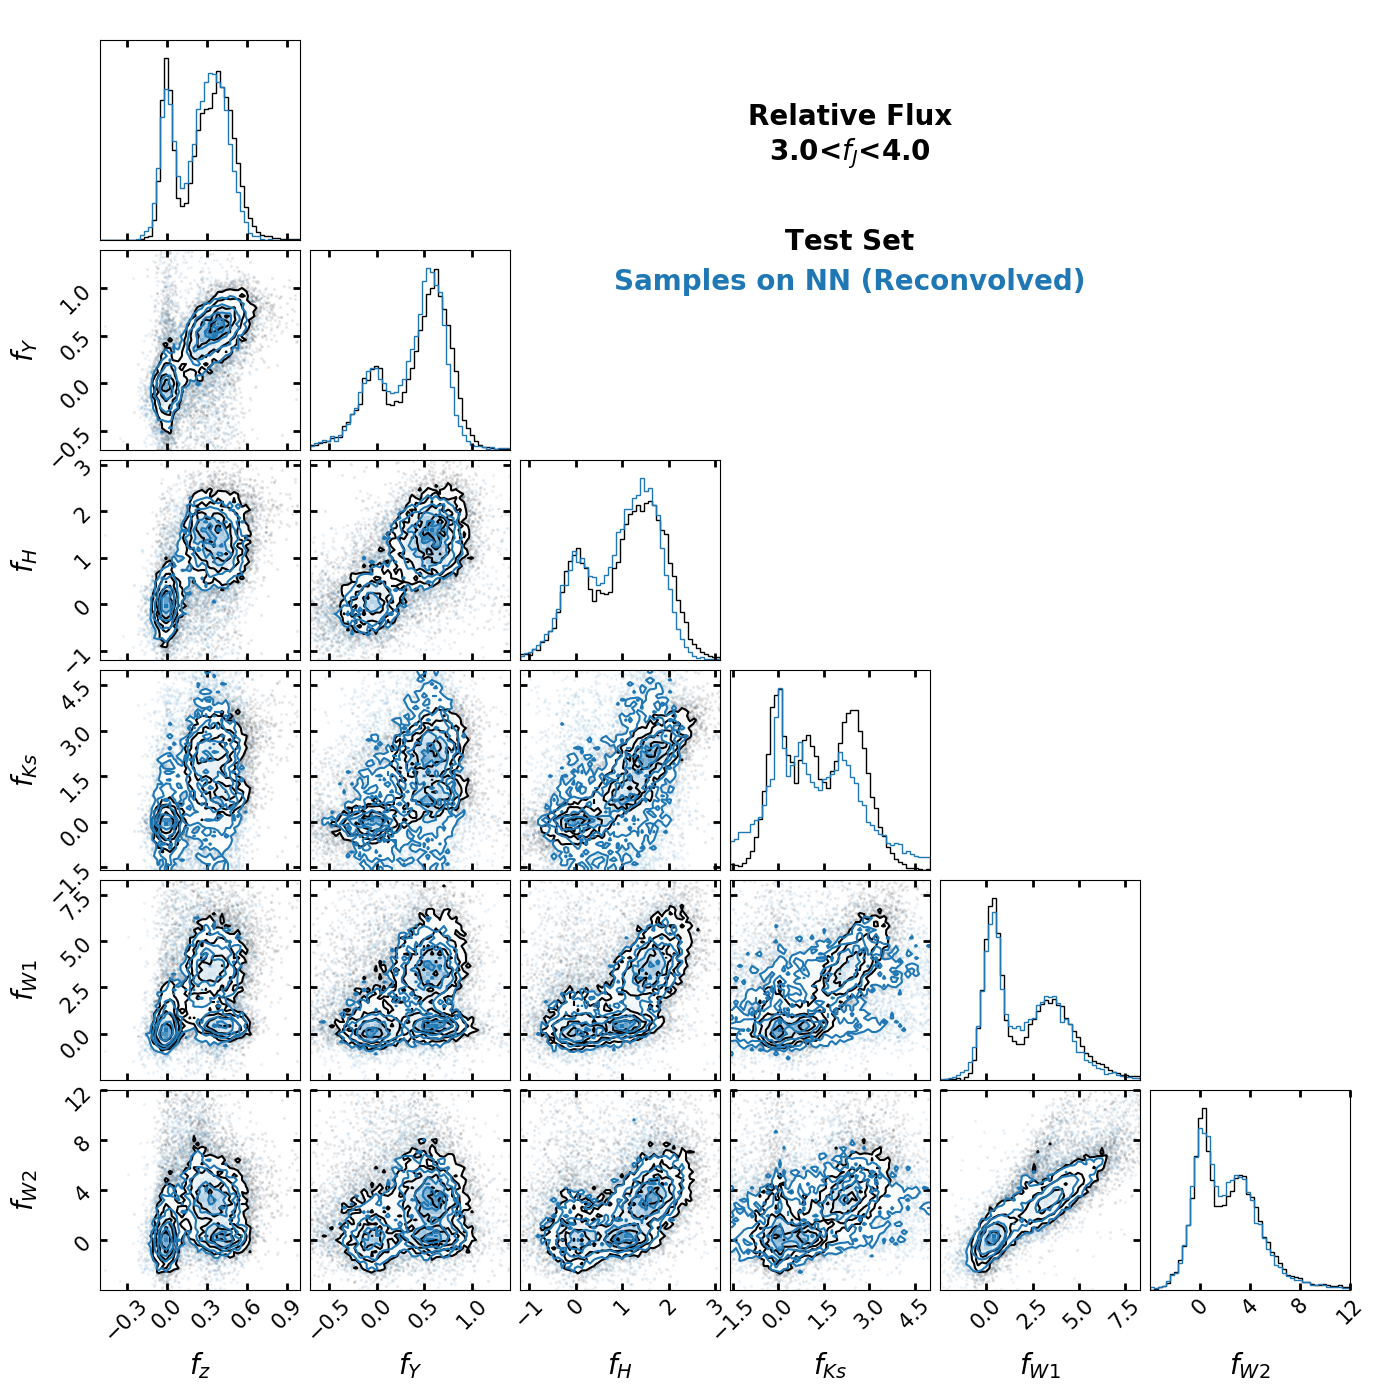 Relative Flux
3.0<f_J<4.0
Test Set
Samples on NN (Reconvolved)
f_Y
1.0
0.5
0.0
−0.5
f_H
3
2
1
0
−1
f_Ks
4.5
3.0
1.5
0.0
−1.5
f_W1
7.5
5.0
2.5
0.0
f_W2
12
8
4
0
−0.3 0.0 0.3 0.6 0.9 −0.5 0.0 0.5 1.0 −1 0 1 2 3 −1.5 0.0 1.5 3.0 4.5 0.0 2.5 5.0 7.5 0 4 8 12
f_z f_Y f_H f_Ks f_W1 f_W2